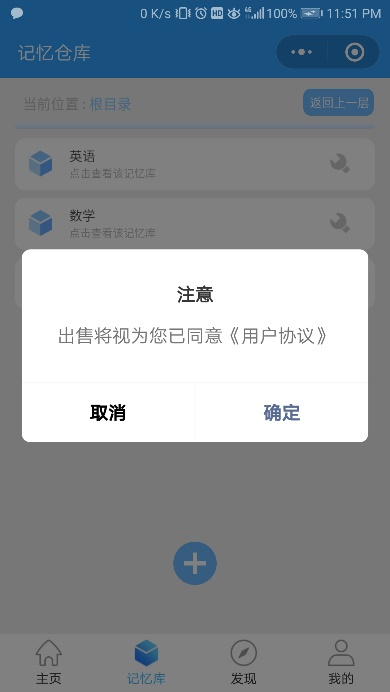 0 K/s HD 4G 100% 11:51 PM
记忆仓库
当前位置：根目录
返回上一层
英语
点击查看该记忆库
数学
点击查看该记忆库
注意
出售将视为您已同意《用户协议》
取消
确定
主页
记忆库
发现
我的